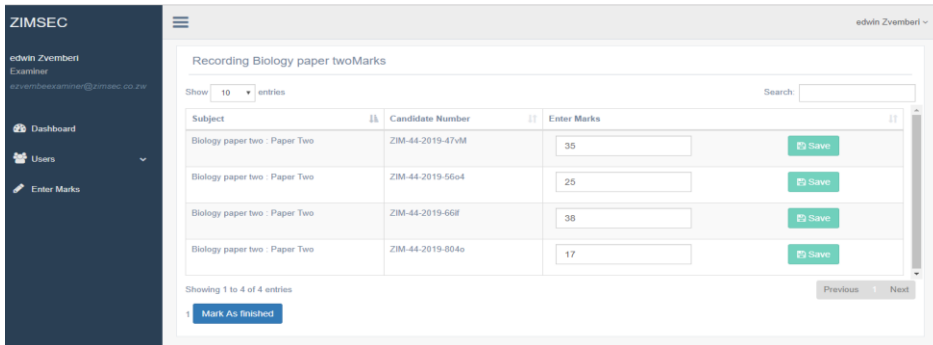 ZIMSEC
edwin Zvemberi
edwin Zvemberi
Examiner
ezvembeexaminer@zimsec.co.zw
Dashboard
Users
Enter Marks
Recording Biology paper twoMarks
Show 10 entries
Search:
Subject Candidate Number Enter Marks
Biology paper two : Paper Two ZIM-44-2019-47vM 35 Save
Biology paper two : Paper Two ZIM-44-2019-56o4 25 Save
Biology paper two : Paper Two ZIM-44-2019-66lf 38 Save
Biology paper two : Paper Two ZIM-44-2019-804o 17 Save
Showing 1 to 4 of 4 entries
Previous 1 Next
1 Mark As finished